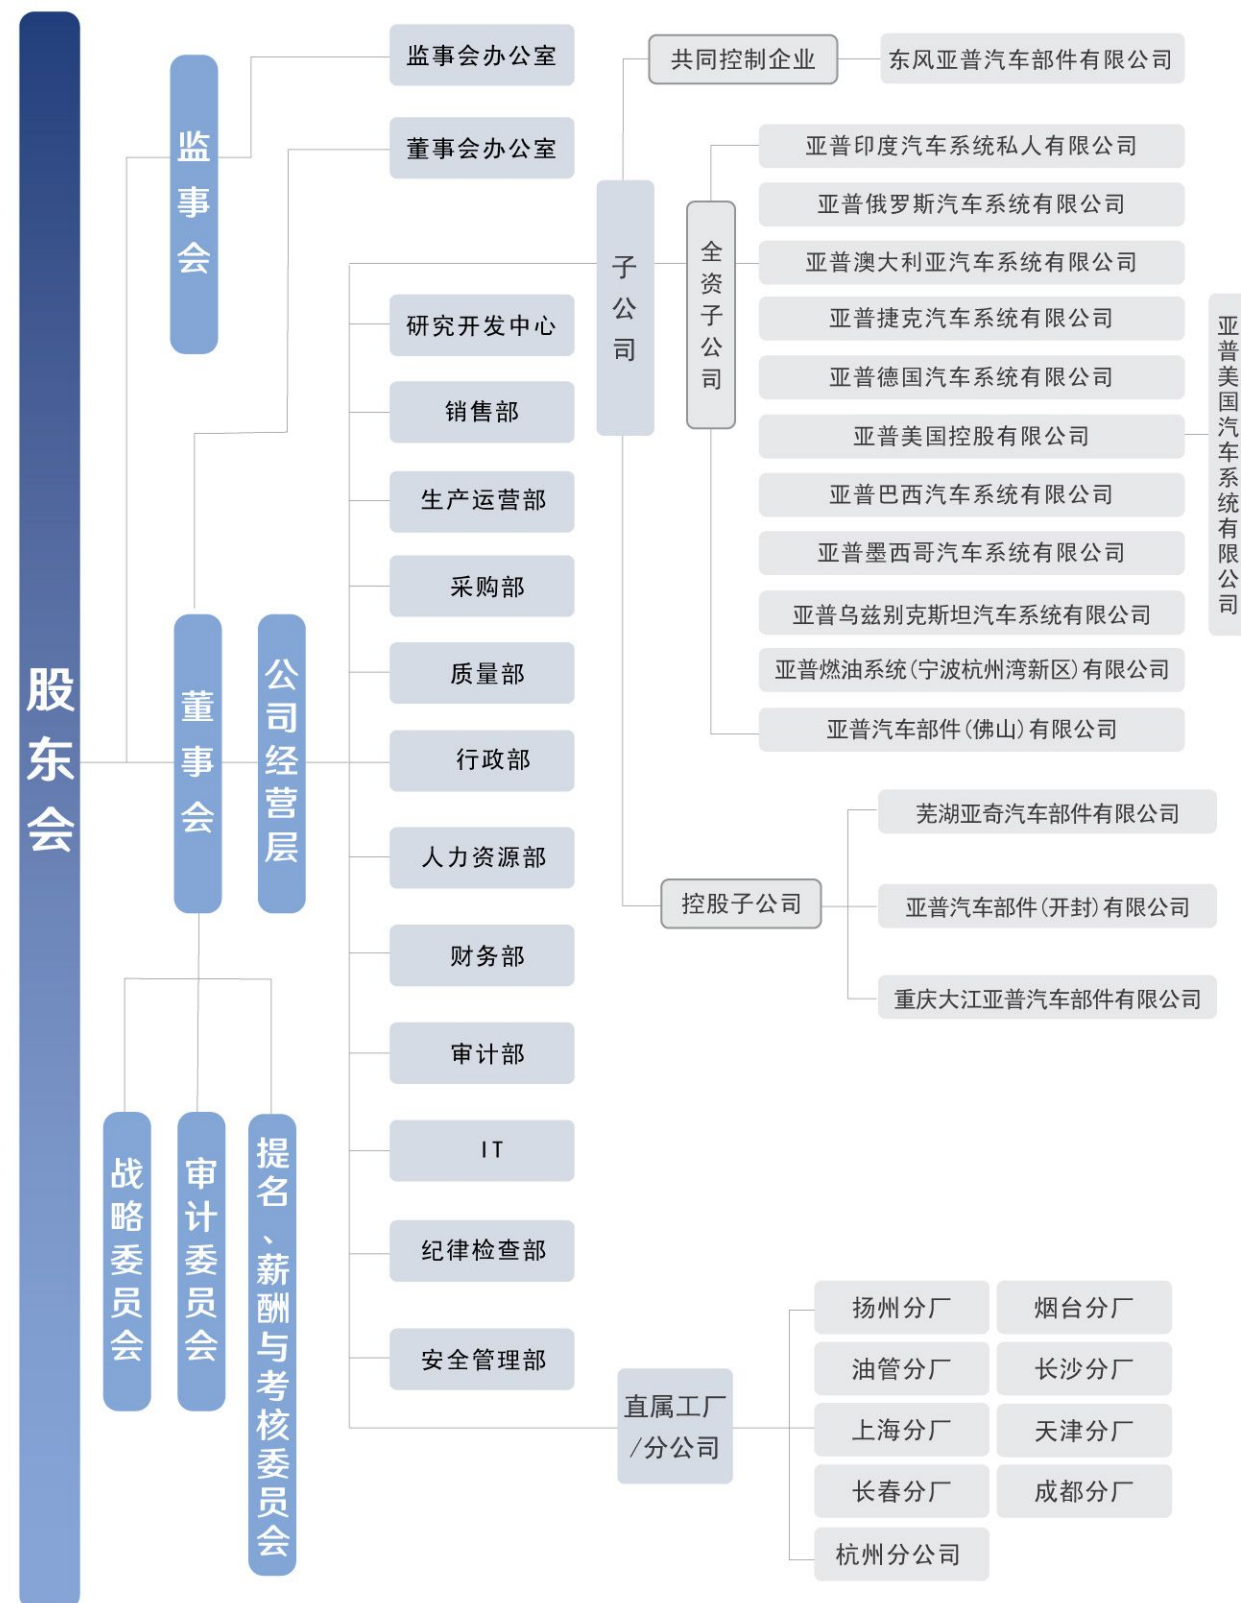 股东会
监事会
董事会
公司经营层
战略委员会
审计委员会
提名、薪酬与考核委员会
监事会办公室
董事会办公室
研究开发中心
销售部
生产运营部
采购部
质量部
行政部
人力资源部
财务部
审计部
IT
纪律检查部
安全管理部
子公司
共同控制企业
东风亚普汽车部件有限公司
全资子公司
亚普印度汽车系统私人有限公司
亚普俄罗斯汽车系统有限公司
亚普澳大利亚汽车系统有限公司
亚普捷克汽车系统有限公司
亚普德国汽车系统有限公司
亚普美国控股有限公司
亚普美国汽车系统有限公司
亚普巴西汽车系统有限公司
亚普墨西哥汽车系统有限公司
亚普乌兹别克斯坦汽车系统有限公司
亚普燃油系统(宁波杭州湾新区)有限公司
亚普汽车部件(佛山)有限公司
控股子公司
芜湖亚奇汽车部件有限公司
亚普汽车部件(开封)有限公司
重庆大江亚普汽车部件有限公司
直属工厂
/分公司
扬州分厂
烟台分厂
油管分厂
长沙分厂
上海分厂
天津分厂
长春分厂
成都分厂
杭州分公司